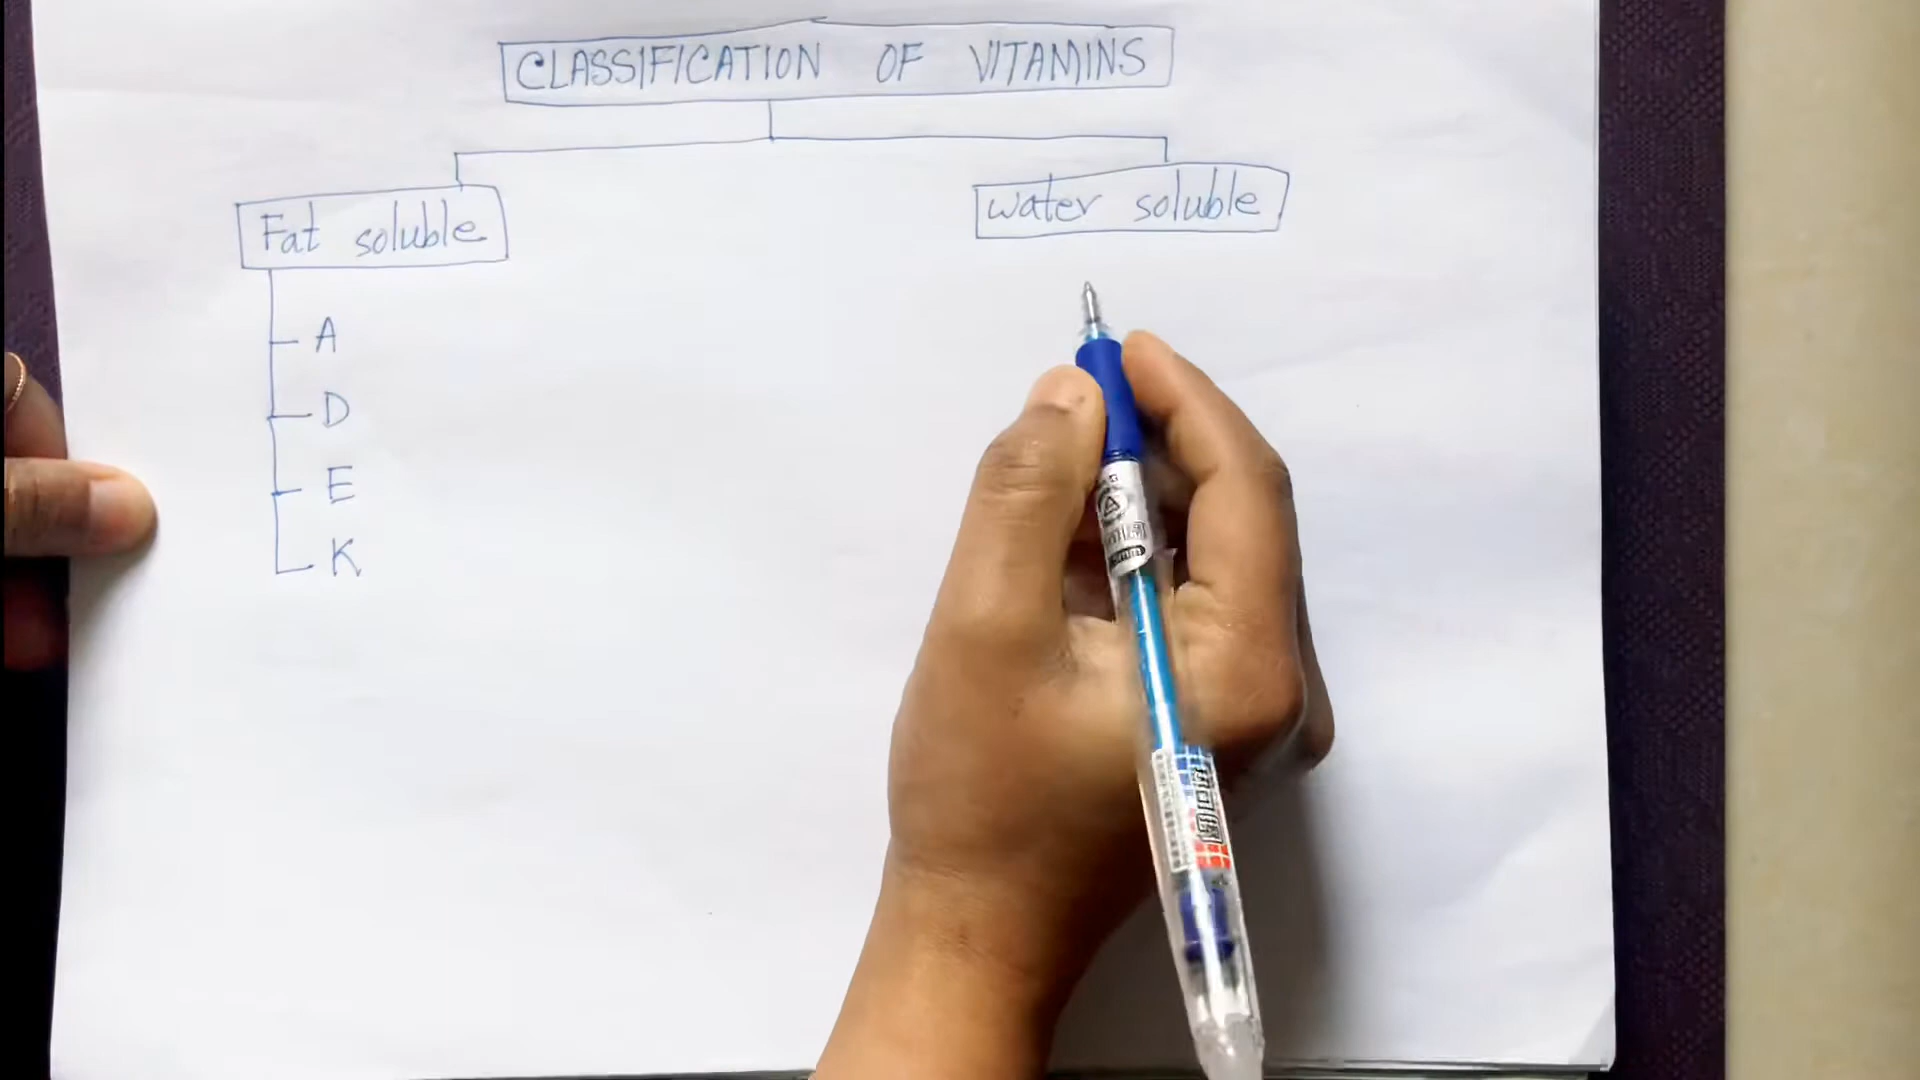 CLASSIFICATION OF VITAMINS
Fat soluble
water soluble
A
D
E
K